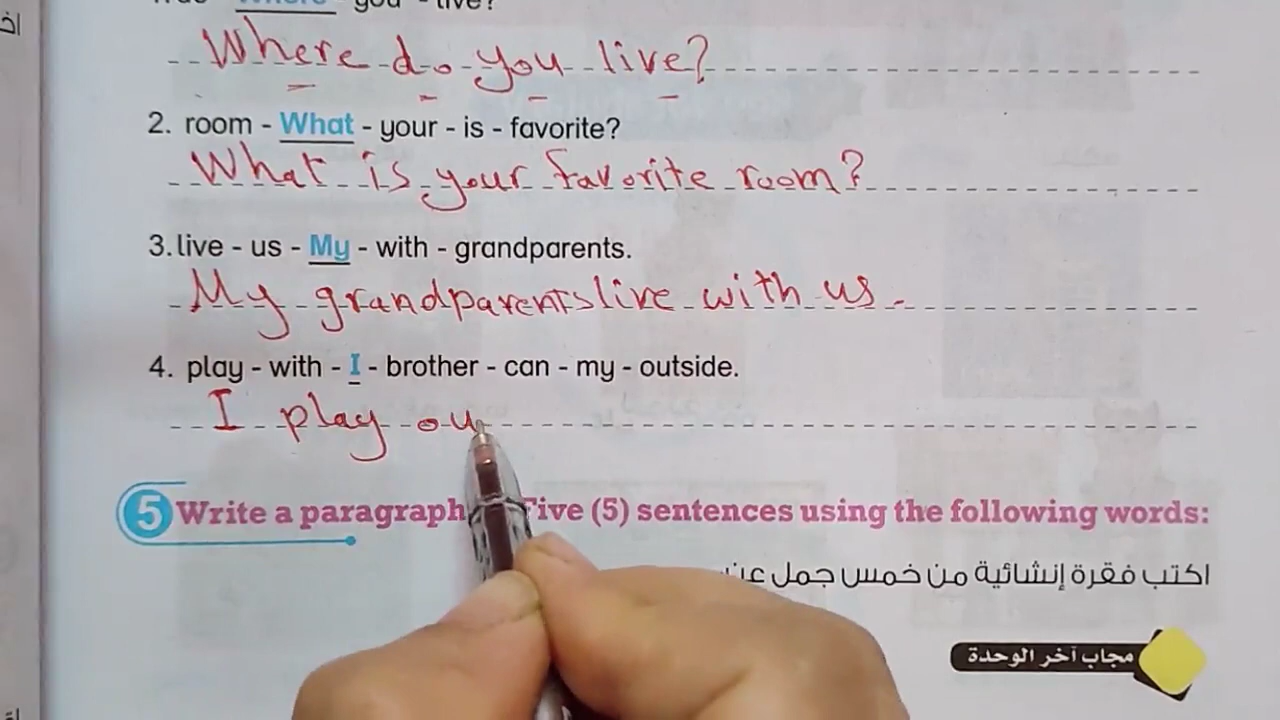 you - live?
Where do you live?
2. room - What - your - is - favorite?
What is your favorite room?
3. live - us - My - with - grandparents.
My grandparents live with us.
4. play - with - I - brother - can - my - outside.
I play ou
5 Write a paragraph Five (5) sentences using the following words:
اكتب فقرة إنشائية من خمس جمل عن
مجاب آخر الوحدة